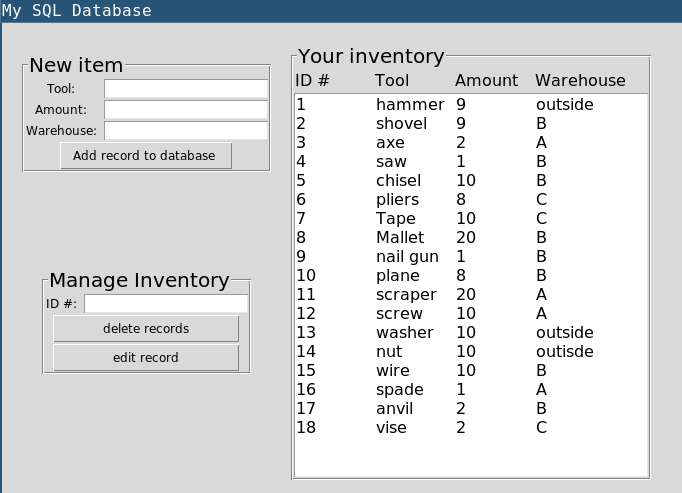 My SQL Database
New item
Tool:
Amount:
Warehouse:
Add record to database
Manage Inventory
ID #:
delete records
edit record
Your inventory
ID # Tool Amount Warehouse
1 hammer 9 outside
2 shovel 9 B
3 axe 2 A
4 saw 1 B
5 chisel 10 B
6 pliers 8 C
7 Tape 10 C
8 Mallet 20 B
9 nail gun 1 B
10 plane 8 B
11 scraper 20 A
12 screw 10 A
13 washer 10 outside
14 nut 10 outisde
15 wire 10 B
16 spade 1 A
17 anvil 2 B
18 vise 2 C